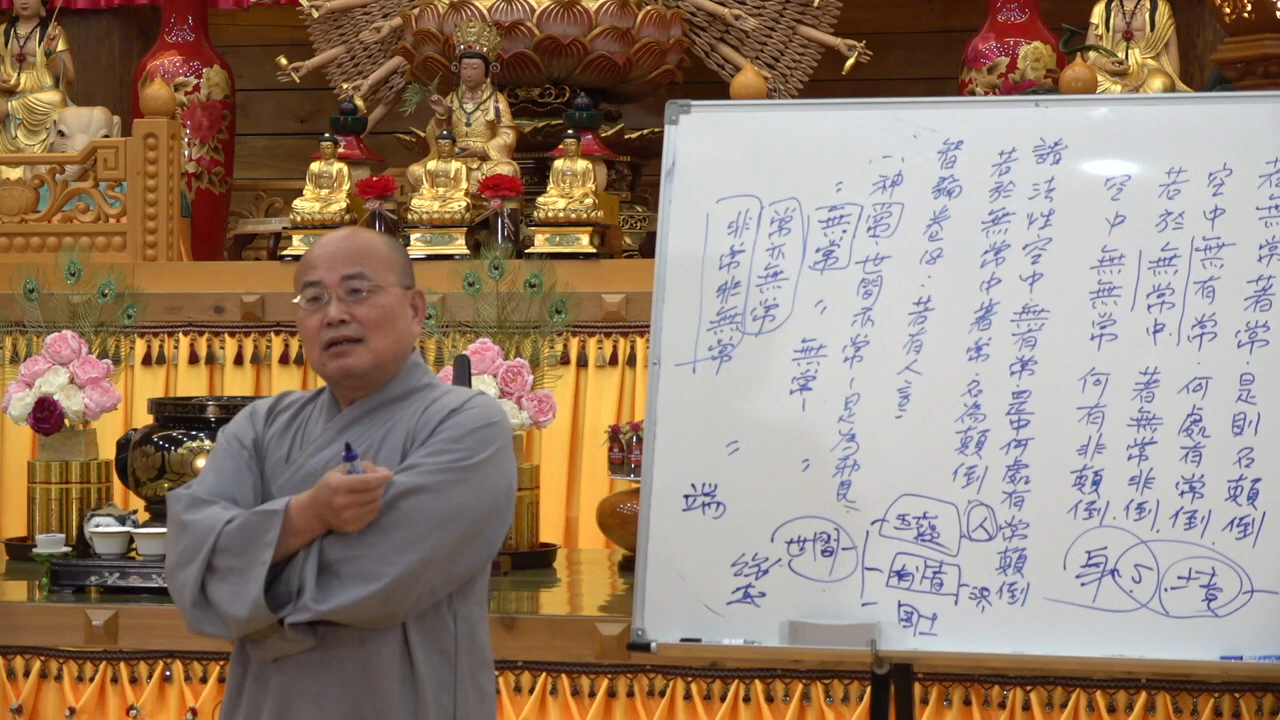 若無常著常是則名顛倒
空中無有常.何處有常倒.
若於無常中 著無常非倒.
空中無無常 何有非顛倒.
諸法性空中.無有常是中何處有常顛倒
若於無常中著常.名為顛倒
智論卷18:若有人言:
1.神常.世間亦常-是為邪見.
〃 無常 〃 無常- 〃
常亦無常
非常非無常 〃
端
世間
五蘊 人
有情
國土
身.心.境